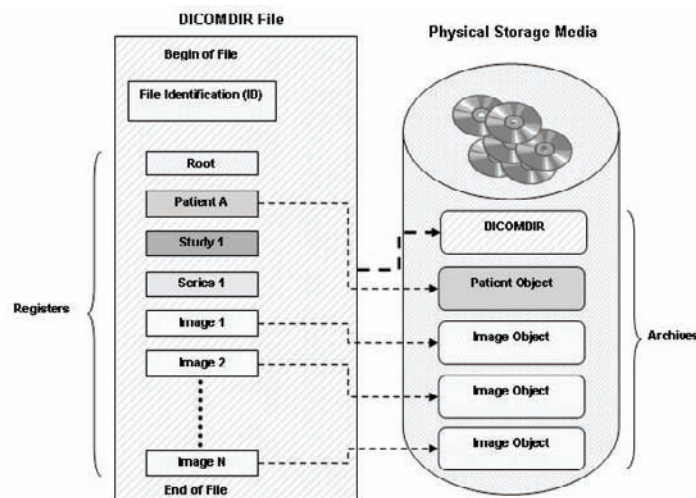 DICOMDIR File
Begin of File
File Identification (ID)
Root
Patient A
Study 1
Series 1
Image 1
Image 2
Image N
End of File
Registers
Physical Storage Media
DICOMDIR
Patient Object
Image Object
Image Object
Image Object
Archives